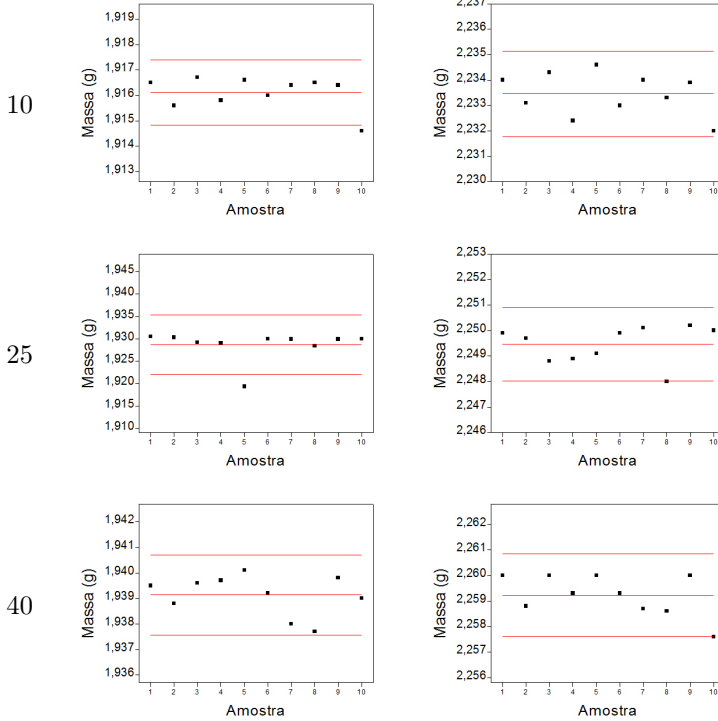 10
Massa (g)
1,919
1,918
1,917
1,916
1,915
1,914
1,913
1 2 3 4 5 6 7 8 9 10
Amostra
Massa (g)
2,237
2,236
2,235
2,234
2,233
2,232
2,231
2,230
1 2 3 4 5 6 7 8 9 10
Amostra
25
Massa (g)
1,945
1,940
1,935
1,930
1,925
1,920
1,915
1,910
1 2 3 4 5 6 7 8 9 10
Amostra
Massa (g)
2,253
2,252
2,251
2,250
2,249
2,248
2,247
2,246
1 2 3 4 5 6 7 8 9 10
Amostra
40
Massa (g)
1,942
1,941
1,940
1,939
1,938
1,937
1,936
1 2 3 4 5 6 7 8 9 10
Amostra
Massa (g)
2,262
2,261
2,260
2,259
2,258
2,257
2,256
1 2 3 4 5 6 7 8 9 10
Amostra